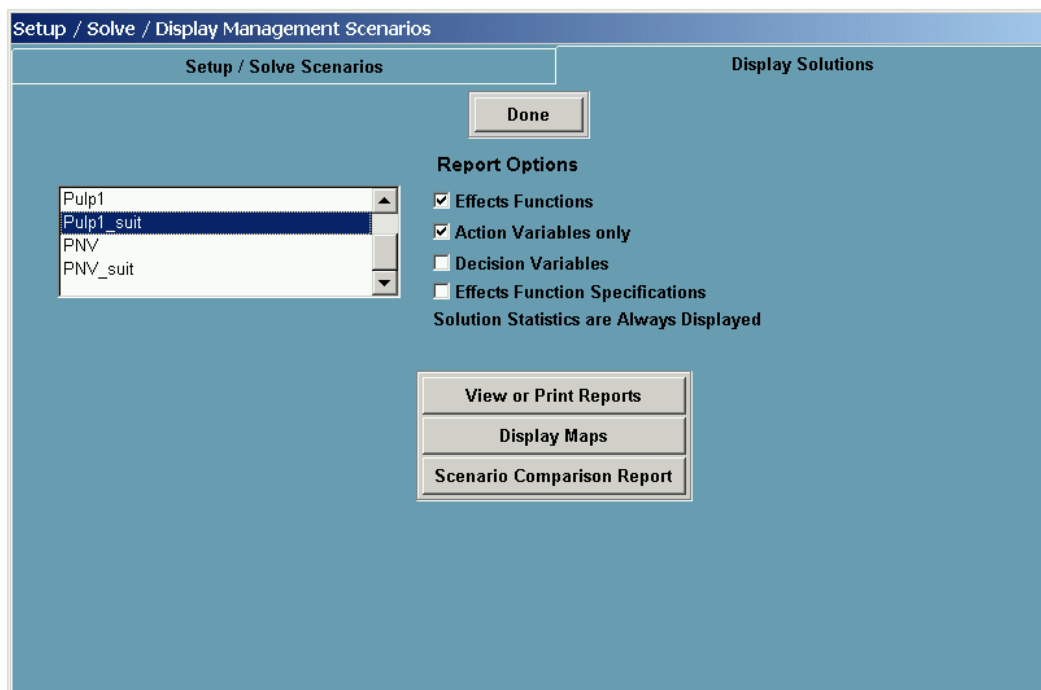 Setup / Solve / Display Management Scenarios
Setup / Solve Scenarios
Display Solutions
Done
Report Options
Pulp1
Pulp1_suit
PNV
PNV_suit
Effects Functions
Action Variables only
Decision Variables
Effects Function Specifications
Solution Statistics are Always Displayed
View or Print Reports
Display Maps
Scenario Comparison Report